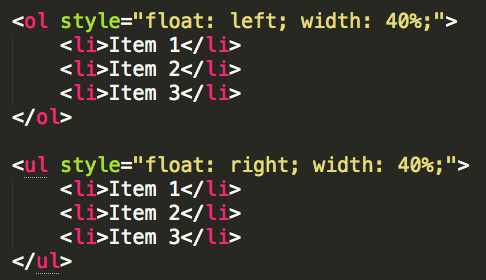 <ol style="float: left; width: 40%;">
    <li>Item 1</li>
    <li>Item 2</li>
    <li>Item 3</li>
</ol>

<ul style="float: right; width: 40%;">
    <li>Item 1</li>
    <li>Item 2</li>
    <li>Item 3</li>
</ul>